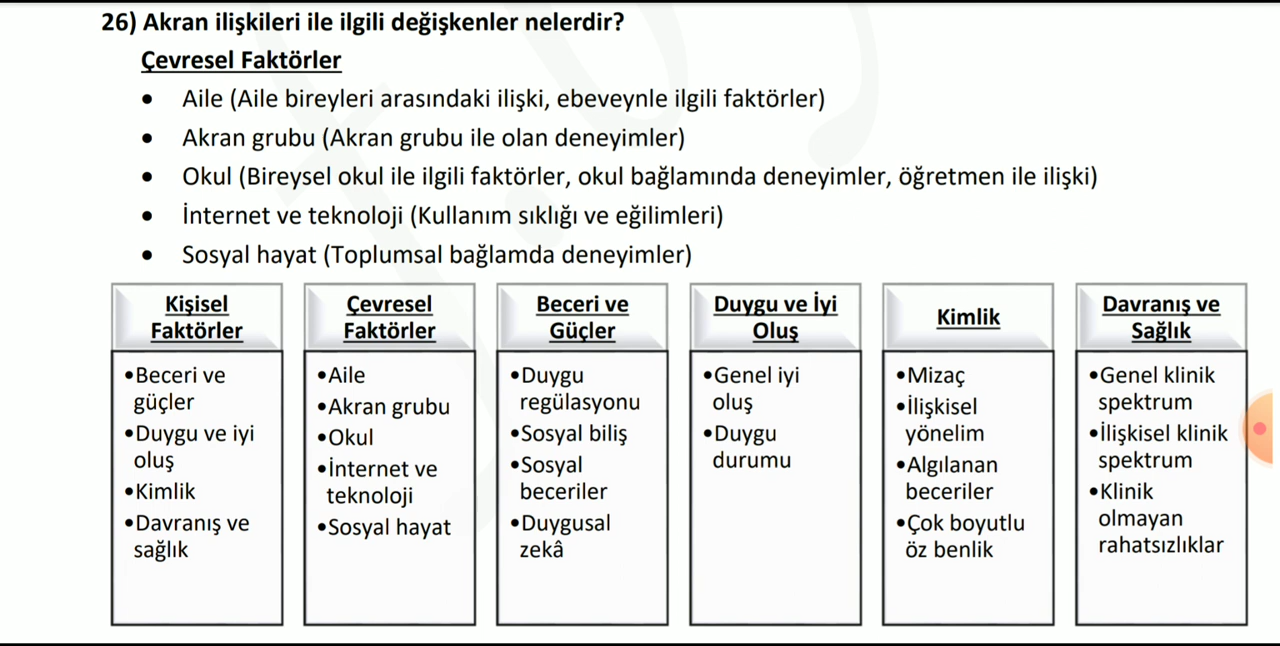 26) Akran ilişkileri ile ilgili değişkenler nelerdir?
Çevresel Faktörler
• Aile (Aile bireyleri arasındaki ilişki, ebeveynle ilgili faktörler)
• Akran grubu (Akran grubu ile olan deneyimler)
• Okul (Bireysel okul ile ilgili faktörler, okul bağlamında deneyimler, öğretmen ile ilişki)
• İnternet ve teknoloji (Kullanım sıklığı ve eğilimleri)
• Sosyal hayat (Toplumsal bağlamda deneyimler)
Kişisel
Faktörler
•Beceri ve
güçler
•Duygu ve iyi
oluş
•Kimlik
•Davranış ve
sağlık
Çevresel
Faktörler
•Aile
•Akran grubu
•Okul
•İnternet ve
teknoloji
•Sosyal hayat
Beceri ve
Güçler
•Duygu
regülasyonu
•Sosyal biliş
•Sosyal
beceriler
•Duygusal
zekâ
Duygu ve İyi
Oluş
•Genel iyi
oluş
•Duygu
durumu
Kimlik
•Mizaç
•İlişkisel
yönelim
•Algılanan
beceriler
•Çok boyutlu
öz benlik
Davranış ve
Sağlık
•Genel klinik
spektrum
•İlişkisel klinik
spektrum
•Klinik
olmayan
rahatsızlıklar